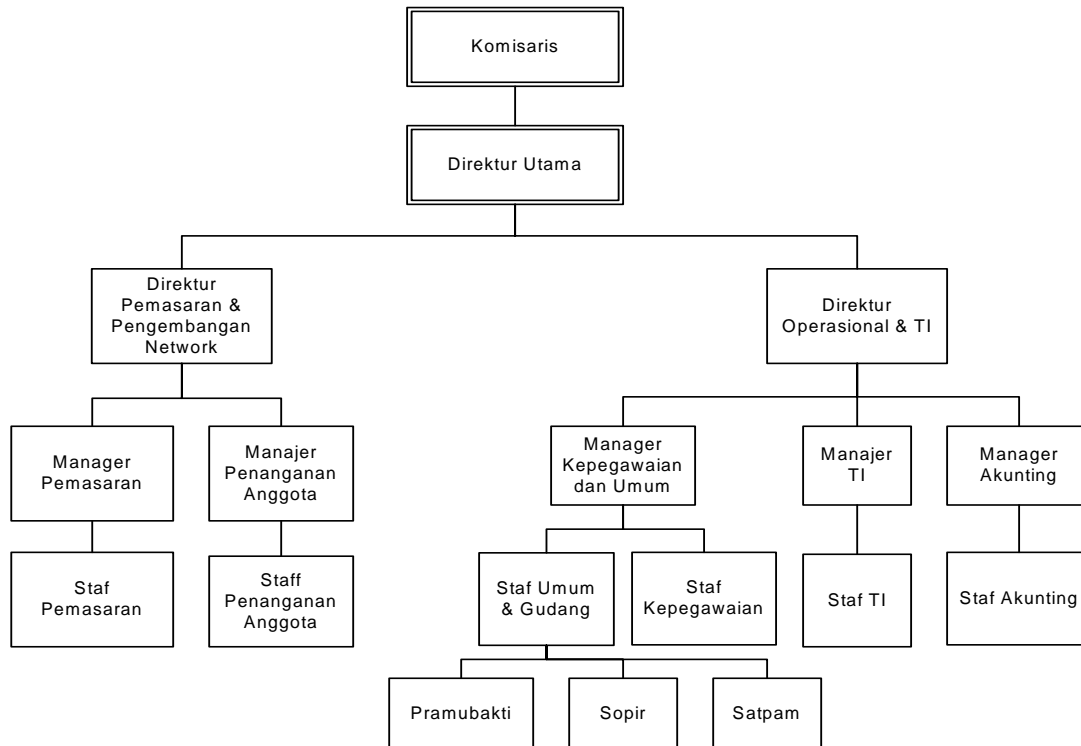 Komisaris
Direktur Utama
Direktur
Pemasaran &
Pengembangan
Network
Direktur
Operasional & TI
Manager
Pemasaran
Manajer
Penanganan
Anggota
Manager
Kepegawaian
dan Umum
Manajer
TI
Manager
Akunting
Staf
Pemasaran
Staff
Penanganan
Anggota
Staf Umum
& Gudang
Staf
Kepegawaian
Staf TI
Staf Akunting
Pramubakti
Sopir
Satpam